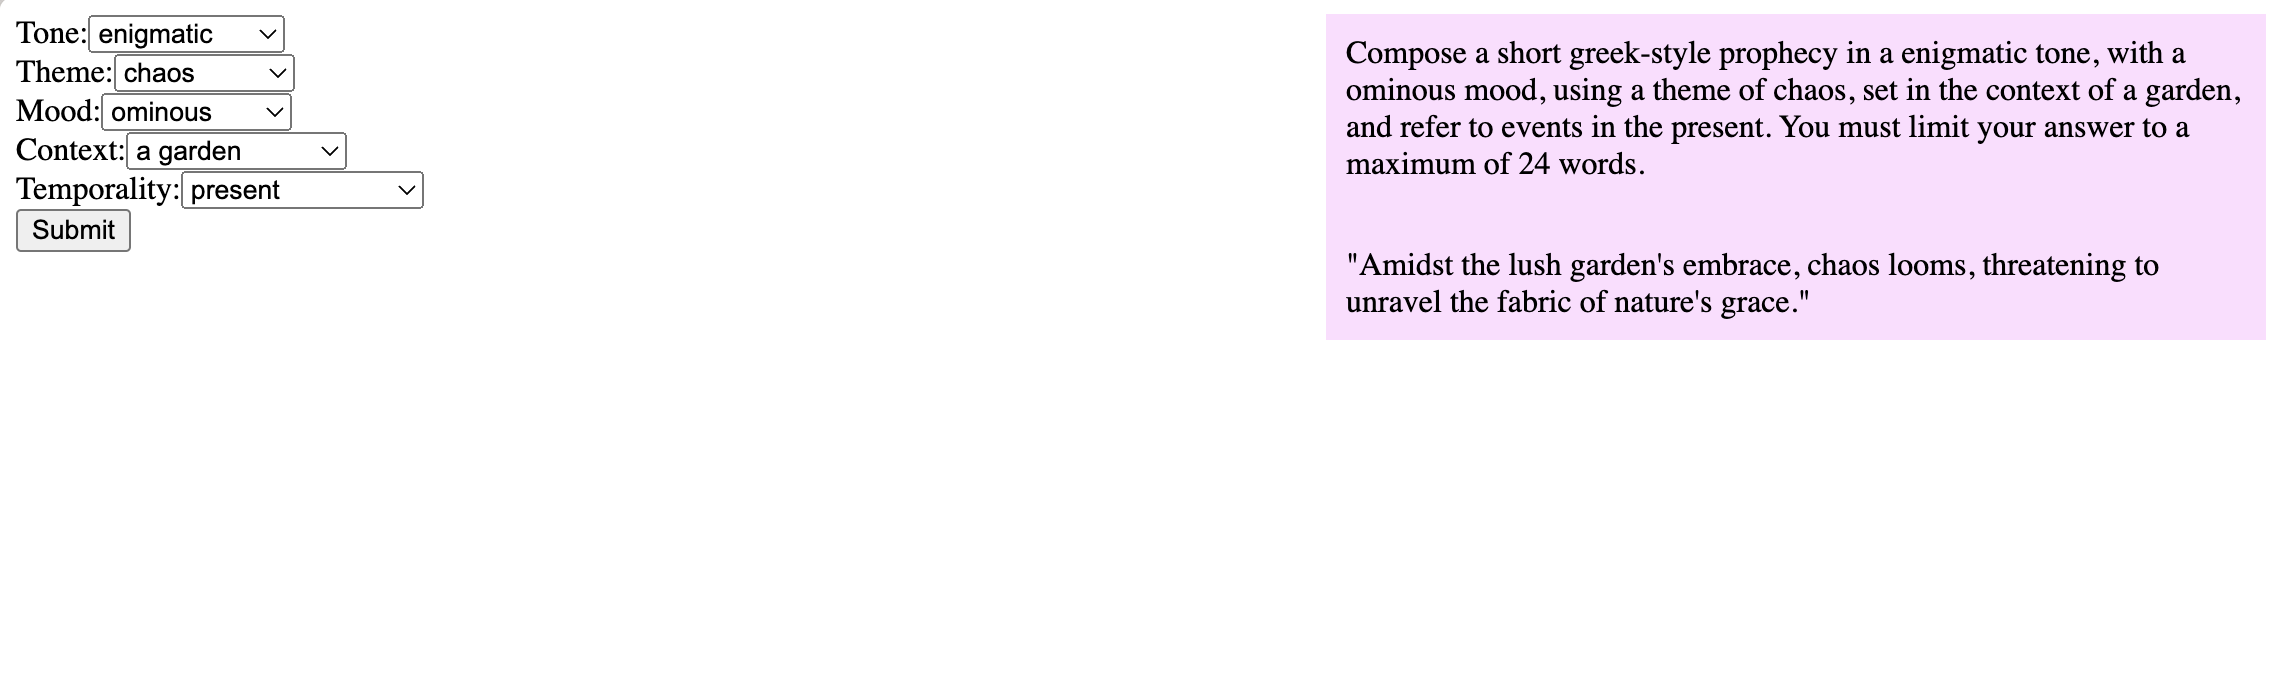 Tone: enigmatic
Theme: chaos
Mood: ominous
Context: a garden
Temporality: present
Submit
Compose a short greek-style prophecy in a enigmatic tone, with a
ominous mood, using a theme of chaos, set in the context of a garden,
and refer to events in the present. You must limit your answer to a
maximum of 24 words.
"Amidst the lush garden's embrace, chaos looms, threatening to
unravel the fabric of nature's grace."